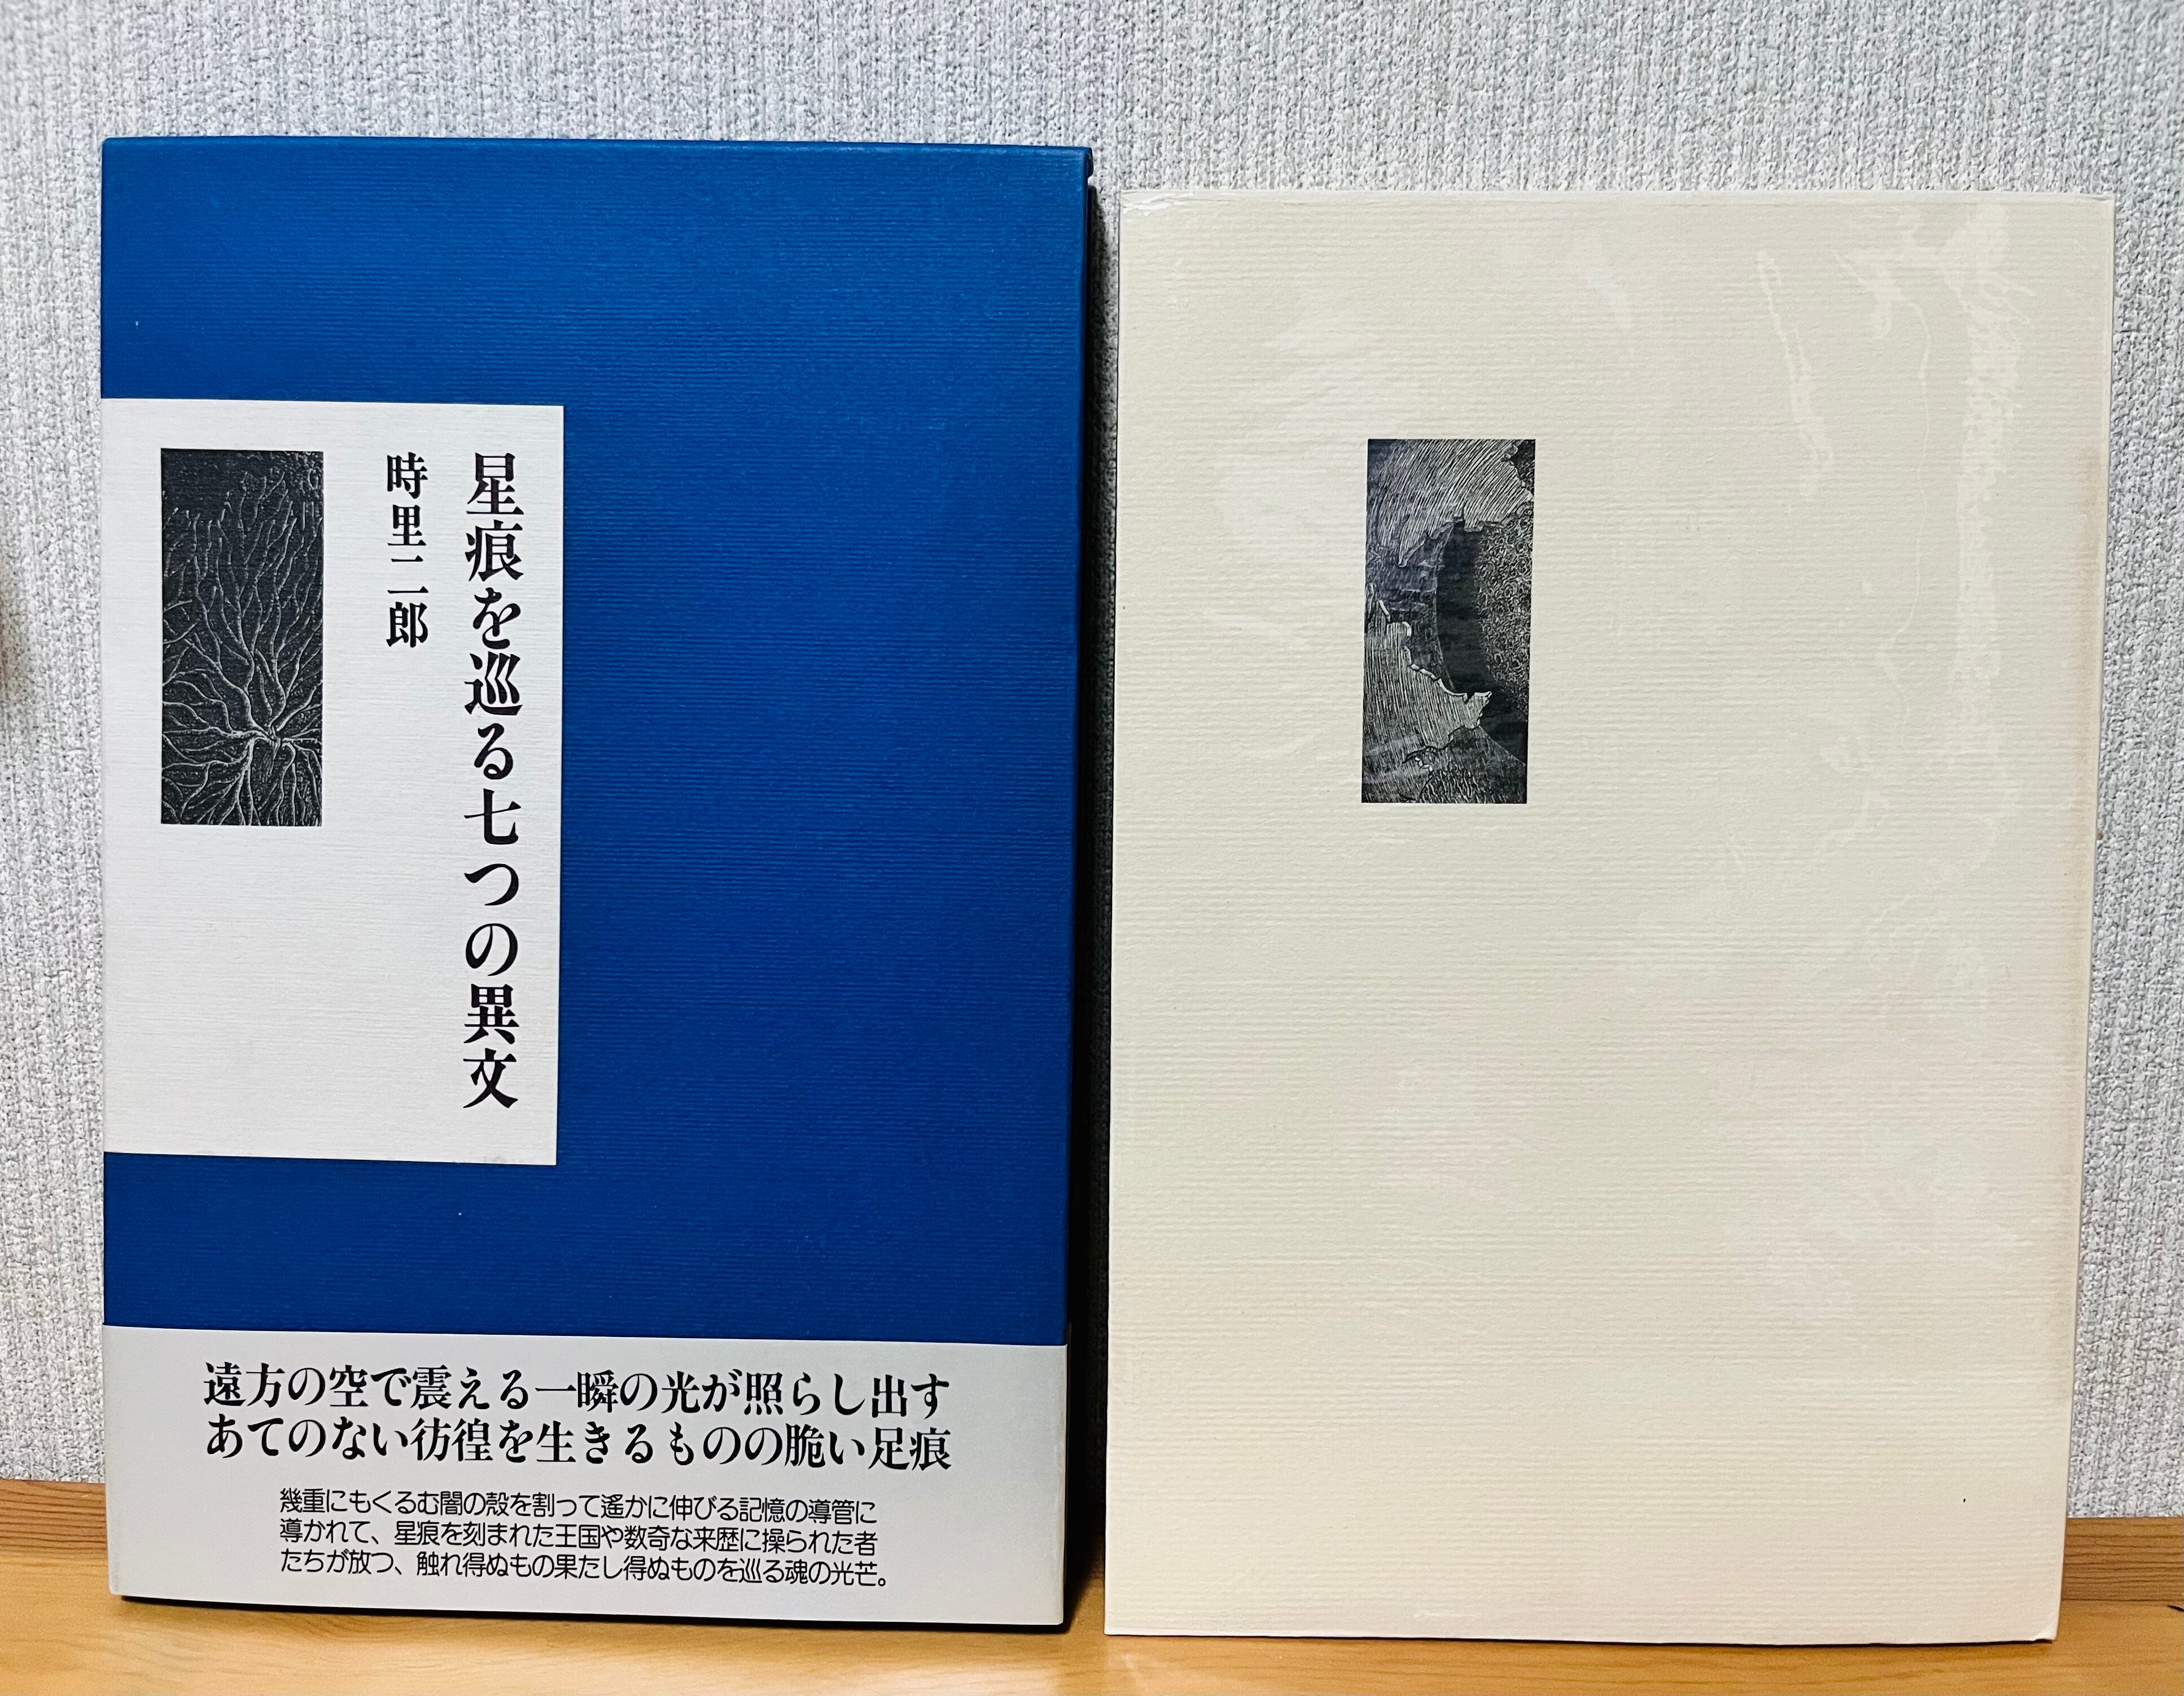 星痕を巡る七つの異文
時里二郎
遠方の空で震える一瞬の光が照らし出す
あてのない彷徨を生きるものの脆い足痕
幾重にもくるむ闇の殻を割って遙かに伸びる記憶の導管に
導かれて、星痕を刻まれた王国や数奇な来歴に操られた者
たちが放つ、触れ得ぬもの果たし得ぬものを巡る魂の光芒。